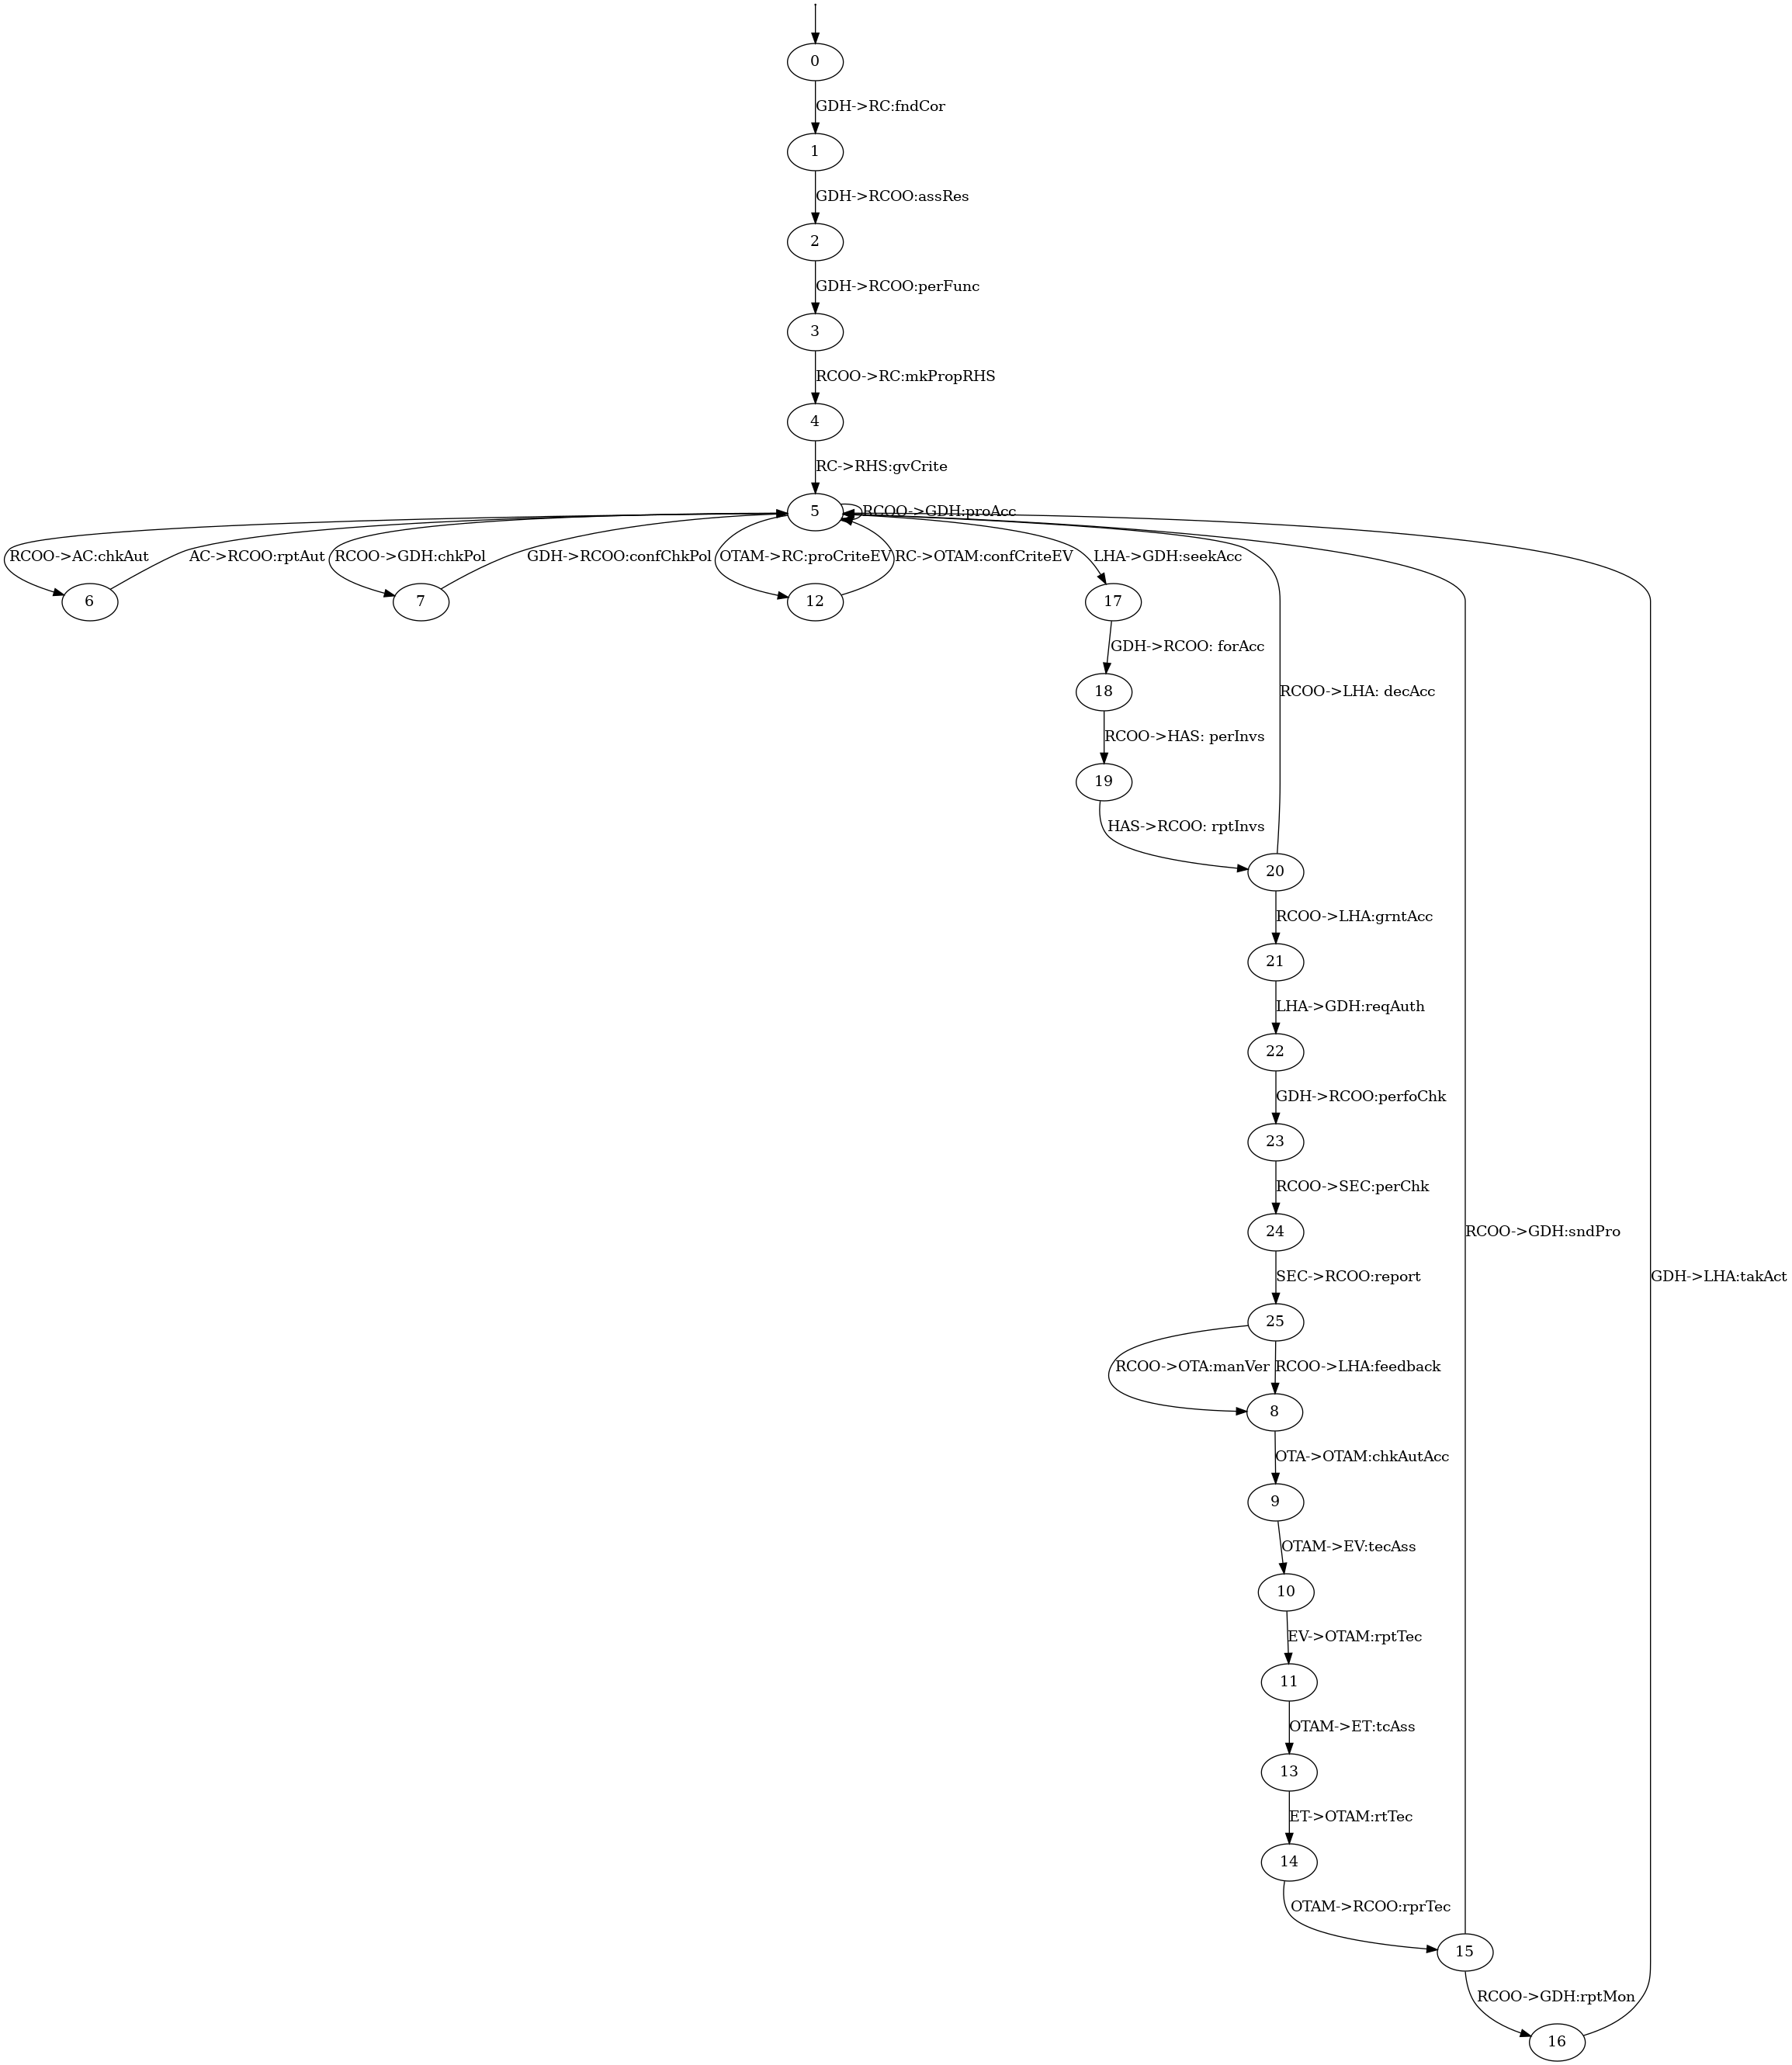 0
GDH->RC:fndCor
1
GDH->RCOO:assRes
2
GDH->RCOO:perFunc
3
RCOO->RC:mkPropRHS
4
RC->RHS:gvCrite
5
RCOO->GDH:proAcc
RCOO->AC:chkAut
AC->RCOO:rptAut
RCOO->GDH:chkPol
GDH->RCOO:confChkPol
OTAM->RC:proCriteEV
RC->OTAM:confCriteEV
LHA->GDH:seekAcc
6
7
12
17
GDH->RCOO: forAcc
18
RCOO->LHA: decAcc
RCOO->HAS: perInvs
19
HAS->RCOO: rptInvs
20
RCOO->LHA:grntAcc
21
LHA->GDH:reqAuth
22
GDH->RCOO:perfoChk
23
RCOO->SEC:perChk
24
RCOO->GDH:sndPro
SEC->RCOO:report
GDH->LHA:takAct
25
RCOO->OTA:manVer
RCOO->LHA:feedback
8
OTA->OTAM:chkAutAcc
9
OTAM->EV:tecAss
10
EV->OTAM:rptTec
11
OTAM->ET:tcAss
13
ET->OTAM:rtTec
14
OTAM->RCOO:rprTec
15
RCOO->GDH:rptMon
16